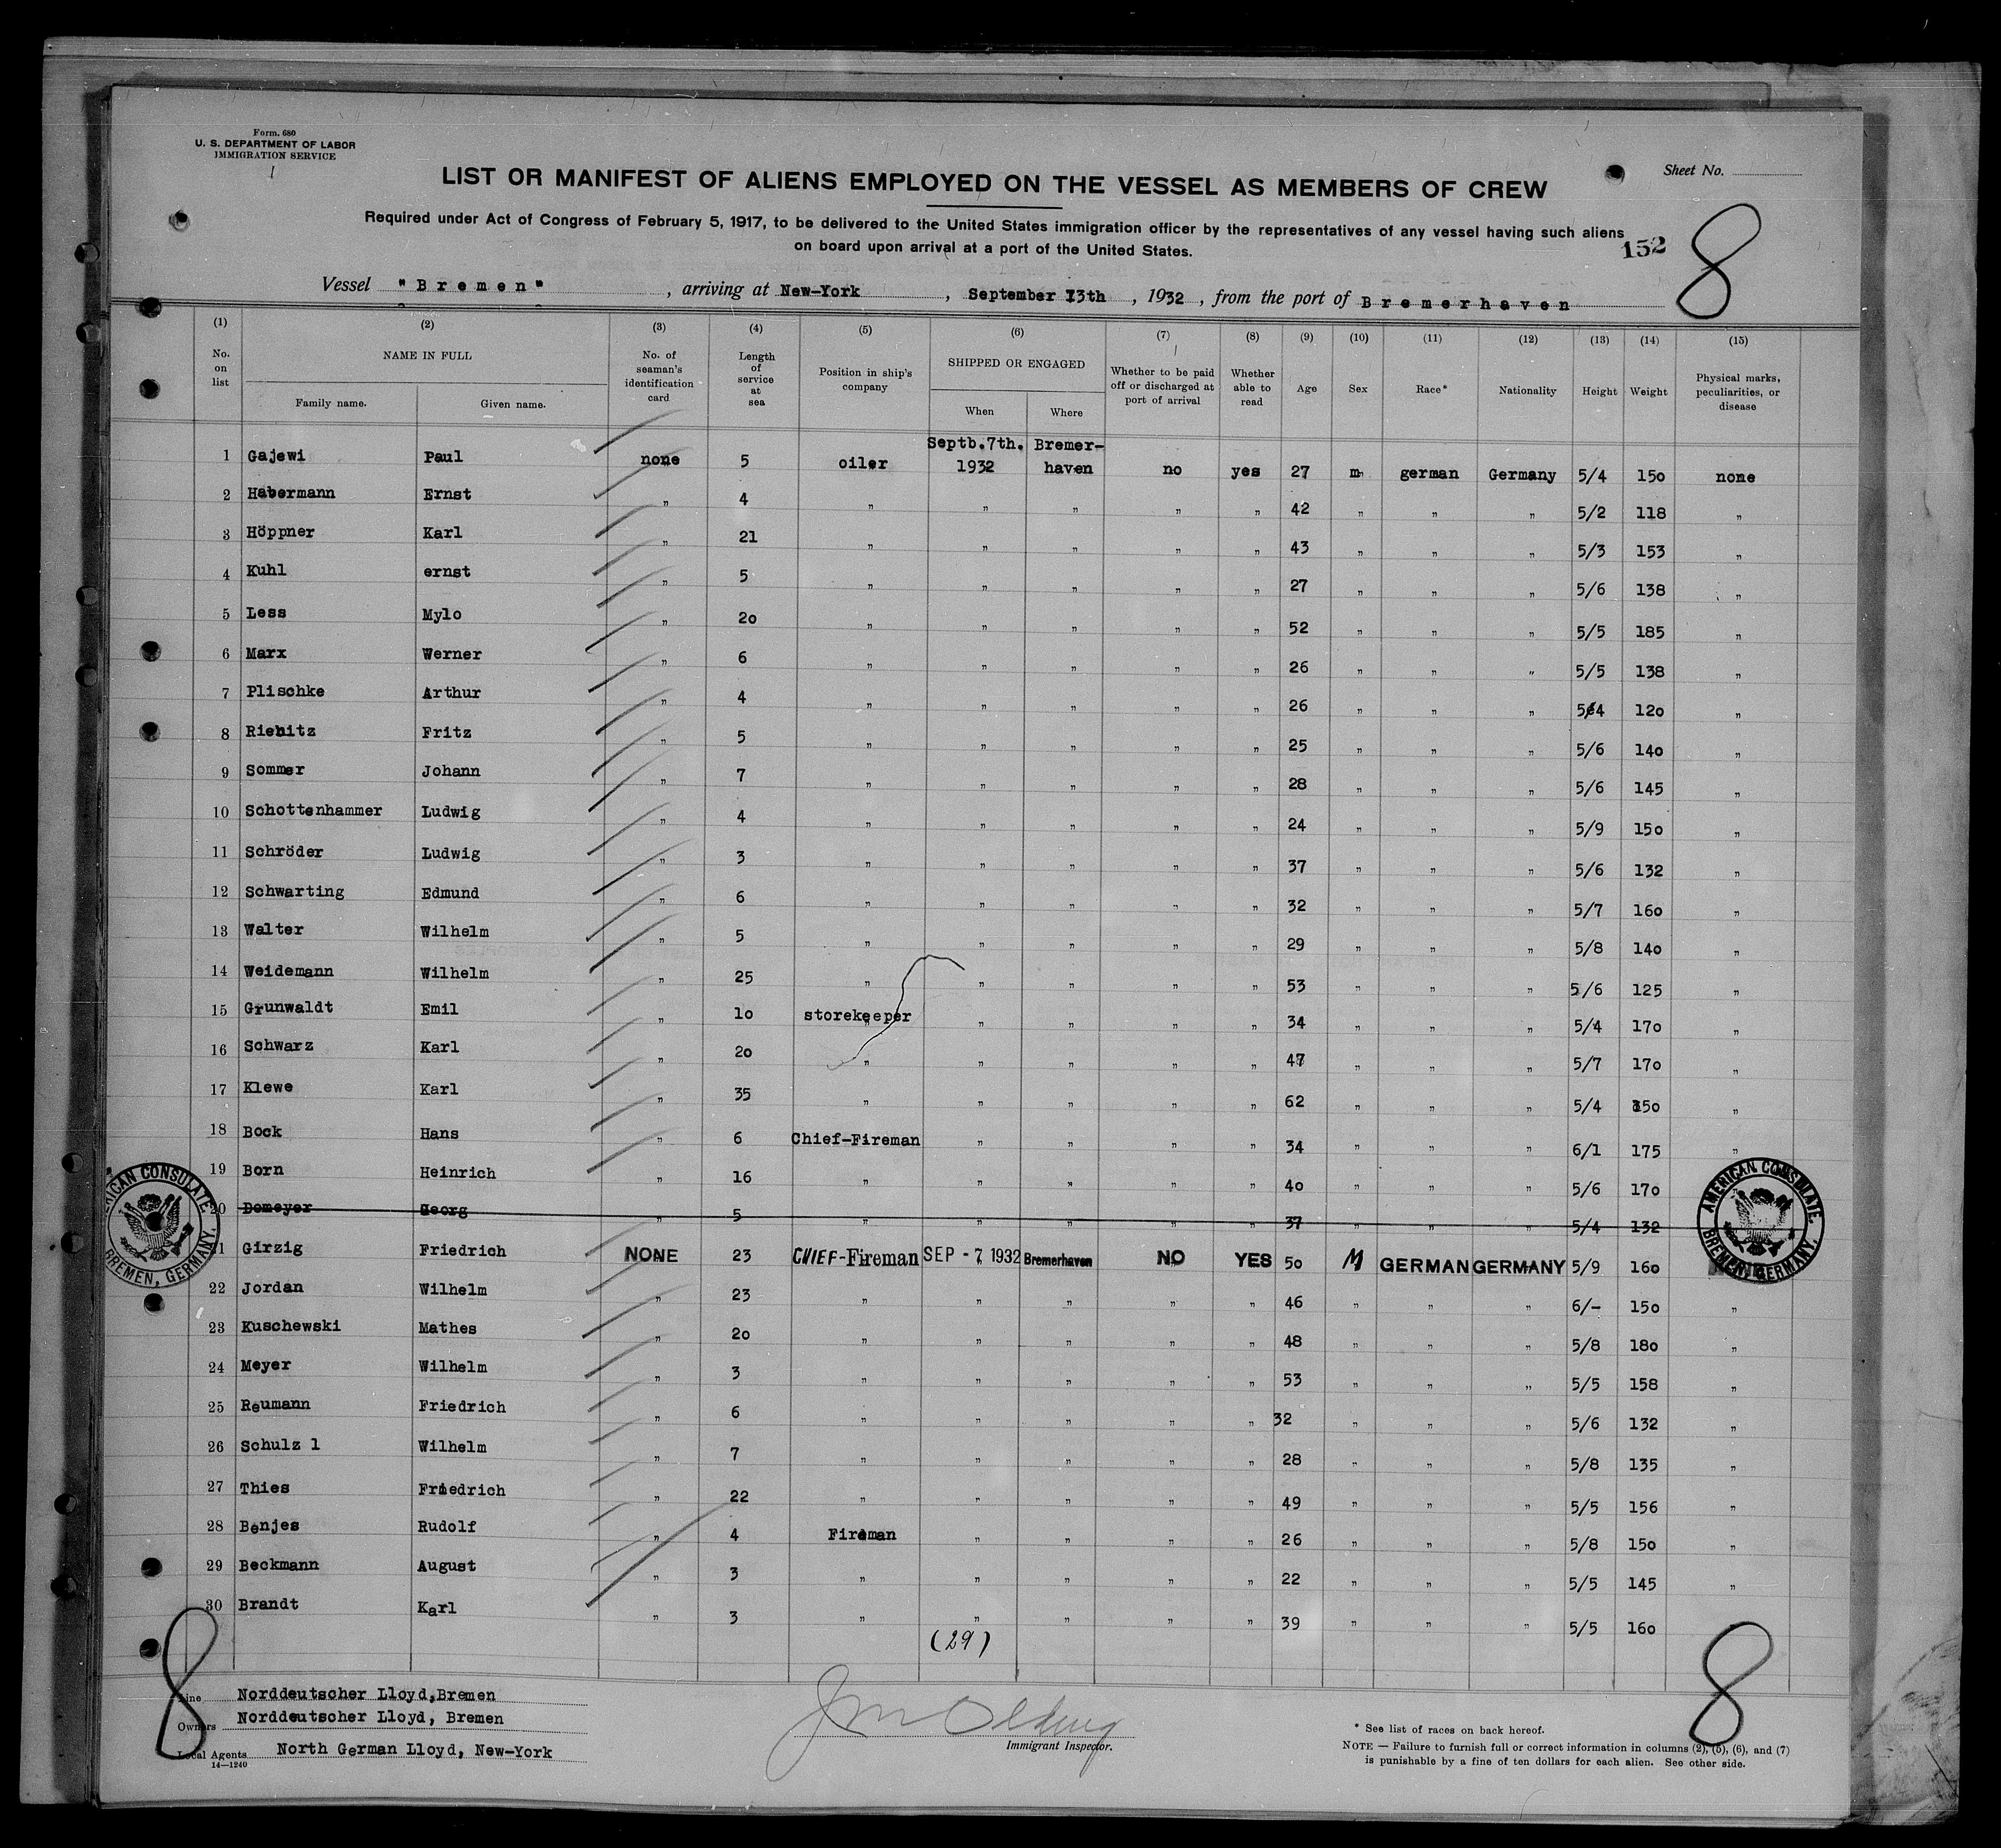 Form. 680
U. S. DEPARTMENT OF LABOR
IMMIGRATION SERVICE
LIST OR MANIFEST OF ALIENS EMPLOYED ON THE VESSEL AS MEMBERS OF CREW
Sheet No.
Required under Act of Congress of February 5, 1917, to be delivered to the United States immigration officer by the representatives of any vessel having such aliens
on board upon arrival at a port of the United States.
152
8
Vessel "Bremen", arriving at New-York, September 13th, 1932, from the port of Bremerhaven
(1) (2) (3) (4) (5) (6) (7) (8) (9) (10) (11) (12) (13) (14) (15)
No. on list
NAME IN FULL
Family name. Given name.
No. of seaman's identification card
Length of service at sea
Position in ship's company
SHIPPED OR ENGAGED
When Where
Whether to be paid off or discharged at port of arrival
Whether able to read
Age
Sex
Race*
Nationality
Height
Weight
Physical marks, peculiarities, or disease
1 Gajewi Paul none 5 oiler Septb.7th. 1932 Bremer-haven no yes 27 m german Germany 5/4 150 none
2 Habermann Ernst " 4 " " " " " 42 " " " 5/2 118 "
3 Höppner Karl " 21 " " " " " 43 " " " 5/3 153 "
4 Kuhl ernst " 5 " " " " " 27 " " " 5/6 138 "
5 Less Mylo " 20 " " " " " 52 " " " 5/5 185 "
6 Marx Werner " 6 " " " " " 26 " " " 5/5 138 "
7 Plischke Arthur " 4 " " " " " 26 " " " 5/4 120 "
8 Rienitz Fritz " 5 " " " " " 25 " " " 5/6 140 "
9 Sommer Johann " 7 " " " " " 28 " " " 5/6 145 "
10 Schottenhammer Ludwig " 4 " " " " " 24 " " " 5/9 150 "
11 Schröder Ludwig " 3 " " " " " 37 " " " 5/6 132 "
12 Schwarting Edmund " 6 " " " " " 32 " " " 5/7 160 "
13 Walter Wilhelm " 5 " " " " " 29 " " " 5/8 140 "
14 Weidemann Wilhelm " 25 " " " " " 53 " " " 5/6 125 "
15 Grunwaldt Emil " 10 storekeeper " " " " 34 " " " 5/4 170 "
16 Schwarz Karl " 20 " " " " " 47 " " " 5/7 170 "
17 Klewe Karl " 35 " " " " " 62 " " " 5/4 150 "
18 Bock Hans " 6 Chief-Fireman " " " " 34 " " " 6/1 175 "
19 Born Heinrich " 16 " " " " " 40 " " " 5/6 170
20 Domeyer Georg " 5 " " " " " 37 " " " 5/4 132
21 Girzig Friedrich NONE 23 CHIEF-Fireman SEP - 7 1932 Bremerhaven NO YES 50 M GERMAN GERMANY 5/9 160
22 Jordan Wilhelm " 23 " " " " " 46 " " " 6/- 150 "
23 Kuschewski Mathes " 20 " " " " " 48 " " " 5/8 180 "
24 Meyer Wilhelm " 3 " " " " " 53 " " " 5/5 158 "
25 Reumann Friedrich " 6 " " " " " 32 " " " 5/6 132 "
26 Schulz 1 Wilhelm " 7 " " " " " 28 " " " 5/8 135 "
27 Thies Friedrich " 22 " " " " " 49 " " " 5/5 156 "
28 Benjes Rudolf " 4 Fireman " " " " 26 " " " 5/8 150 "
29 Beckmann August " 3 " " " " " 22 " " " 5/5 145 "
30 Brandt Karl " 3 " " " " " 39 " " " 5/5 160
(29)
AMERICAN CONSULATE, BREMEN, GERMANY.
AMERICAN CONSULATE, BREMEN, GERMANY.
8
8
Line Norddeutscher Lloyd,Bremen
Owners Norddeutscher Lloyd, Bremen
Local Agents North German Lloyd, New-York
14—1240
Immigrant Inspector.
* See list of races on back hereof.
NOTE — Failure to furnish full or correct information in columns (2), (5), (6), and (7)
is punishable by a fine of ten dollars for each alien. See other side.